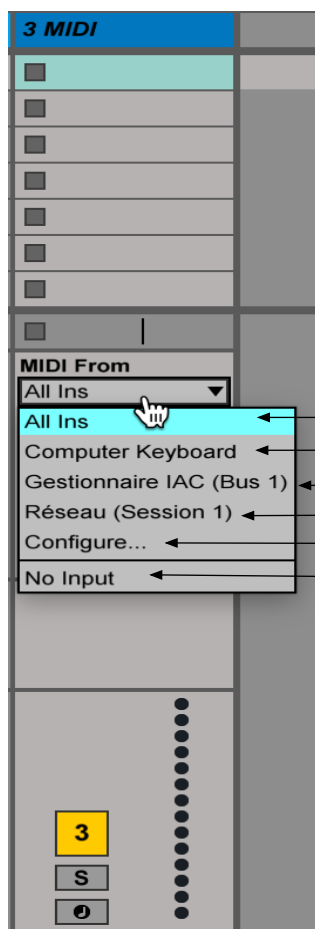 3 MIDI
MIDI From
All Ins
All Ins
Computer Keyboard
Gestionnaire IAC (Bus 1)
Réseau (Session 1)
Configure...
No Input
3
S